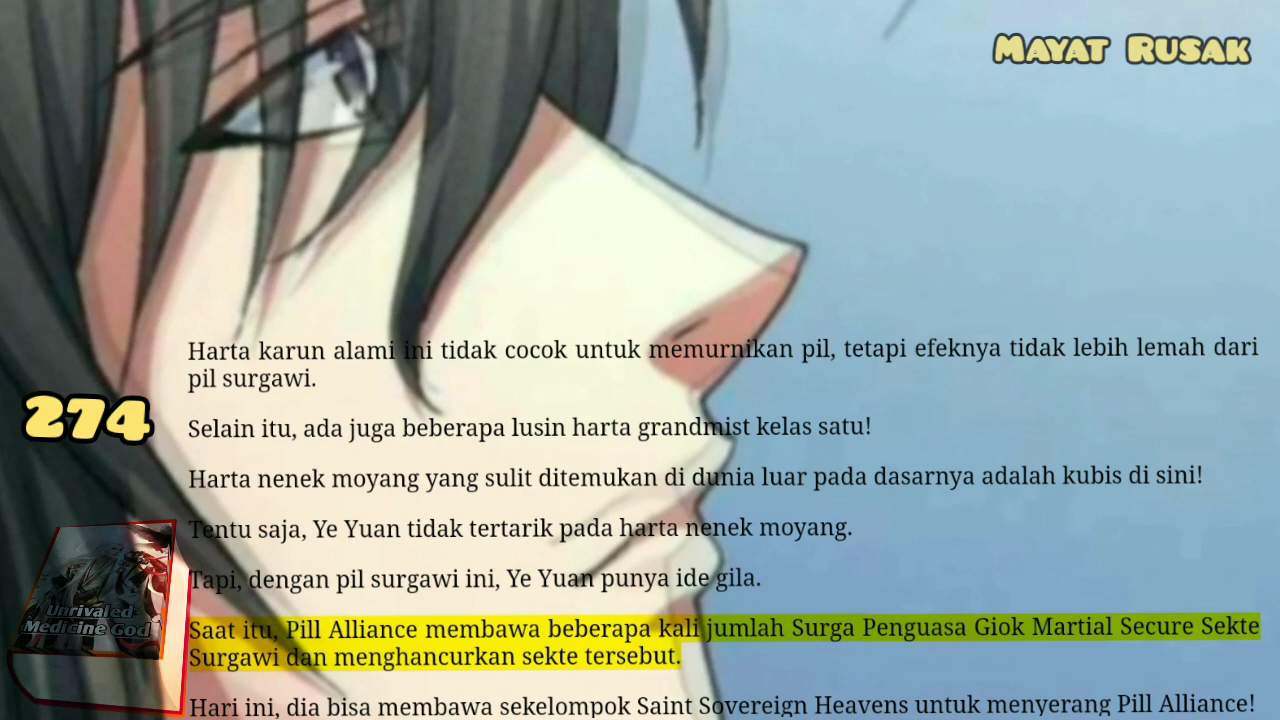 Mayat Rusak
Harta karun alami ini tidak cocok untuk memurnikan pil, tetapi efeknya tidak lebih lemah dari
pil surgawi.
274
Selain itu, ada juga beberapa lusin harta grandmist kelas satu!
Harta nenek moyang yang sulit ditemukan di dunia luar pada dasarnya adalah kubis di sini!
Tentu saja, Ye Yuan tidak tertarik pada harta nenek moyang.
Tapi, dengan pil surgawi ini, Ye Yuan punya ide gila.
Unrivaled
Medicine God
Saat itu, Pill Alliance membawa beberapa kali jumlah Surga Penguasa Giok Martial Secure Sekte
Surgawi dan menghancurkan sekte tersebut.
Hari ini, dia bisa membawa sekelompok Saint Sovereign Heavens untuk menyerang Pill Alliance!